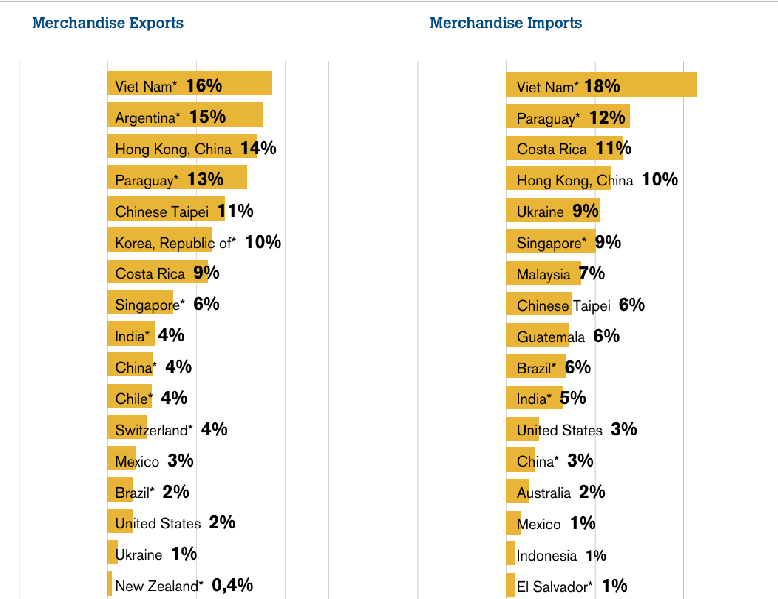 Merchandise Exports
Viet Nam* 16%
Argentina* 15%
Hong Kong, China 14%
Paraguay* 13%
Chinese Taipei 11%
Korea, Republic of* 10%
Costa Rica 9%
Singapore* 6%
India* 4%
China* 4%
Chile* 4%
Switzerland* 4%
Mexico 3%
Brazil* 2%
United States 2%
Ukraine 1%
New Zealand* 0,4%
Merchandise Imports
Viet Nam* 18%
Paraguay* 12%
Costa Rica 11%
Hong Kong, China 10%
Ukraine 9%
Singapore* 9%
Malaysia 7%
Chinese Taipei 6%
Guatemala 6%
Brazil* 6%
India* 5%
United States 3%
China* 3%
Australia 2%
Mexico 1%
Indonesia 1%
El Salvador* 1%